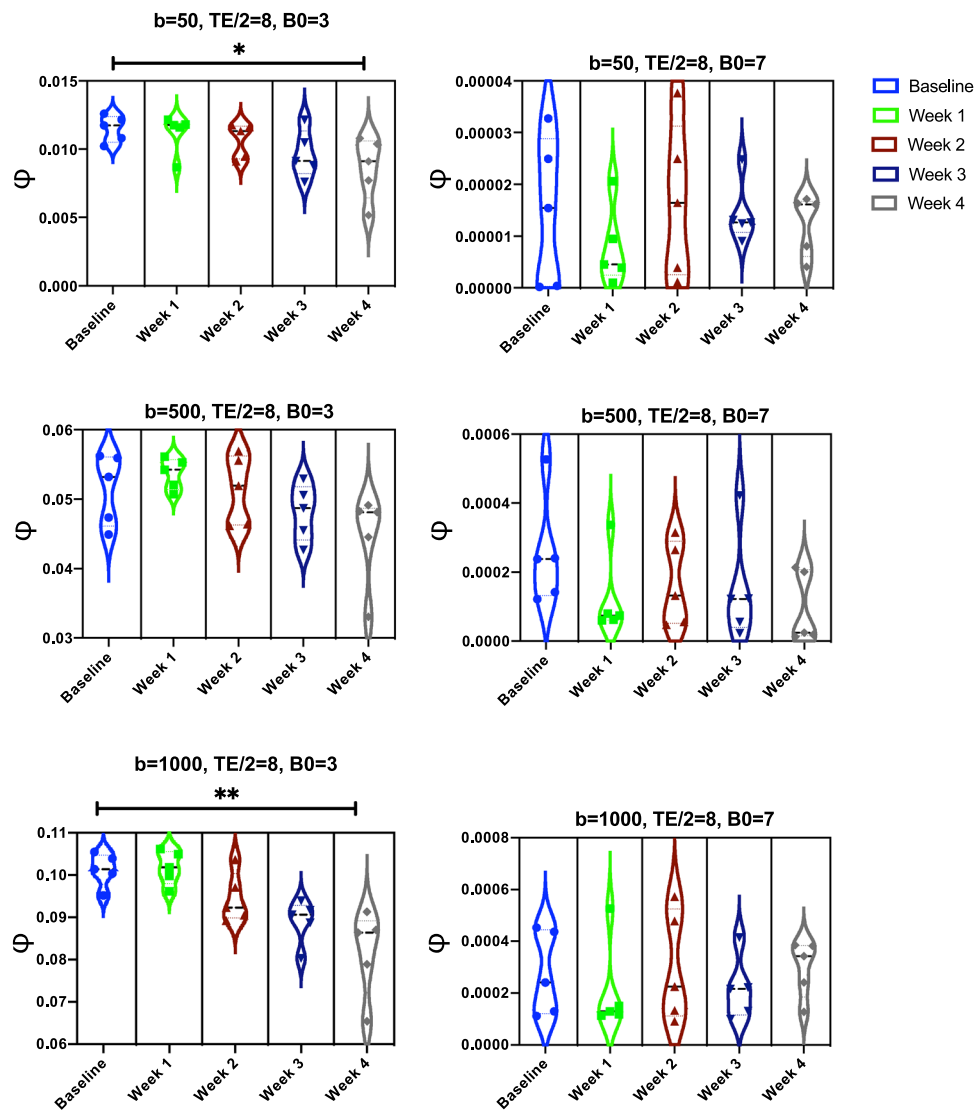 b=50, TE/2=8, B0=3
*
0.015
0.010
0.005
0.000
φ
Baseline
Week 1
Week 2
Week 3
Week 4
b=50, TE/2=8, B0=7
0.00004
0.00003
0.00002
0.00001
0.00000
φ
Baseline
Week 1
Week 2
Week 3
Week 4
Baseline
Week 1
Week 2
Week 3
Week 4
b=500, TE/2=8, B0=3
0.06
0.05
0.04
0.03
φ
Baseline
Week 1
Week 2
Week 3
Week 4
b=500, TE/2=8, B0=7
0.0006
0.0004
0.0002
0.0000
φ
Baseline
Week 1
Week 2
Week 3
Week 4
b=1000, TE/2=8, B0=3
**
0.11
0.10
0.09
0.08
0.07
0.06
φ
Baseline
Week 1
Week 2
Week 3
Week 4
b=1000, TE/2=8, B0=7
0.0008
0.0006
0.0004
0.0002
0.0000
φ
Baseline
Week 1
Week 2
Week 3
Week 4